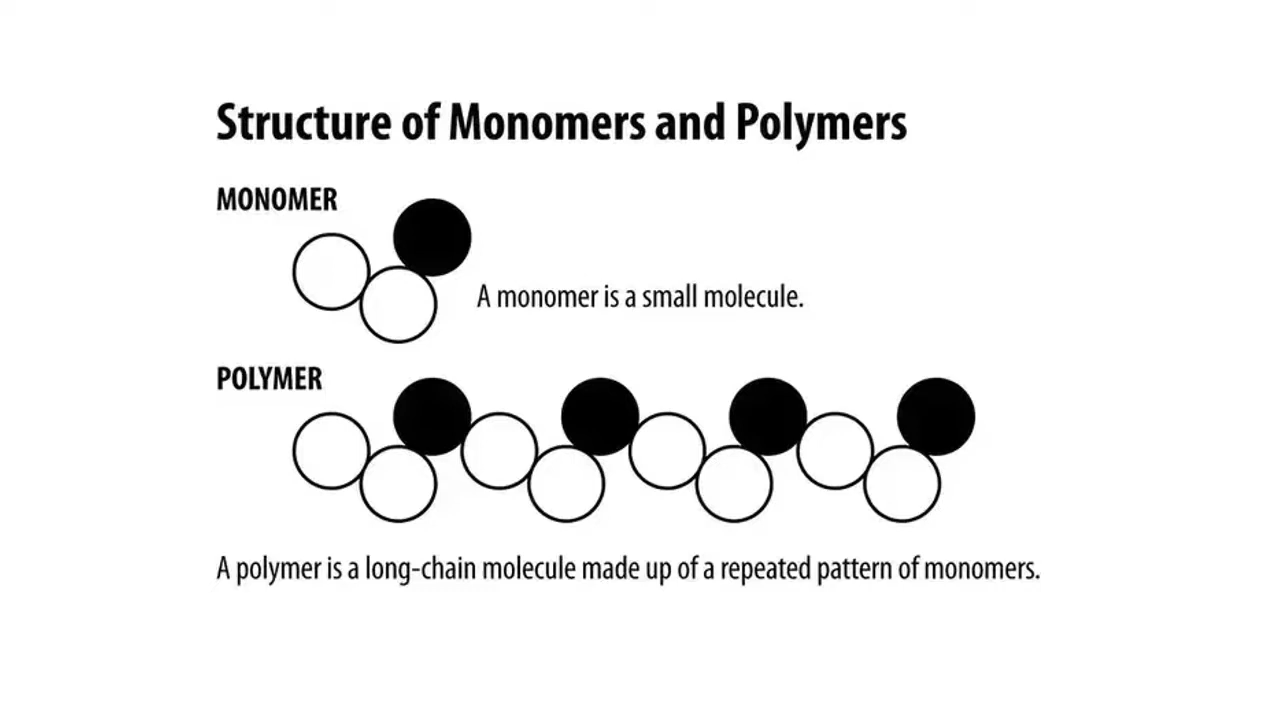 Structure of Monomers and Polymers
MONOMER
A monomer is a small molecule.
POLYMER
A polymer is a long-chain molecule made up of a repeated pattern of monomers.